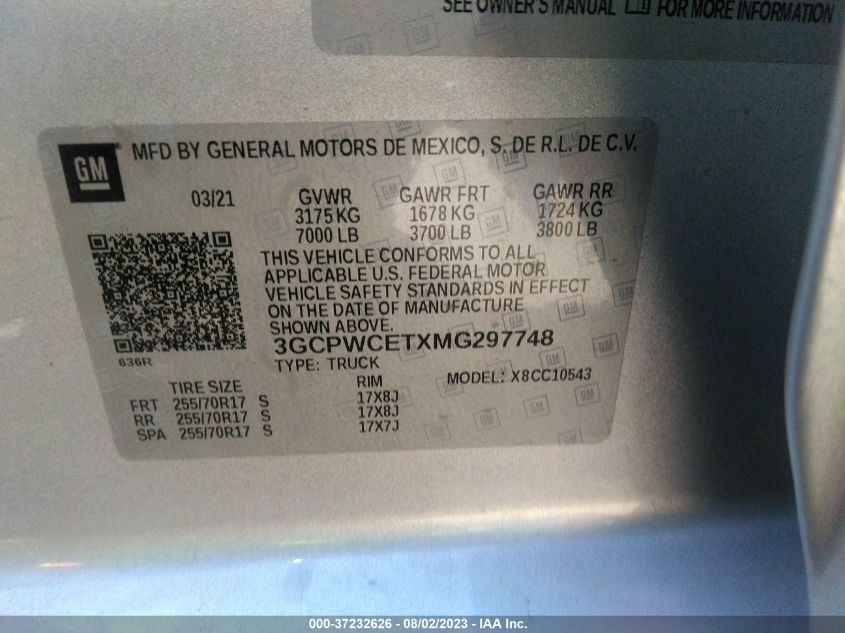 SEE OWNER'S MANUAL FOR MORE INFORMATION
GM MFD BY GENERAL MOTORS DE MEXICO, S. DE R.L. DE C.V.
03/21 GVWR GAWR FRT GAWR RR
3175 KG 1678 KG 1724 KG
7000 LB 3700 LB 3800 LB
THIS VEHICLE CONFORMS TO ALL
APPLICABLE U.S. FEDERAL MOTOR
VEHICLE SAFETY STANDARDS IN EFFECT
ON THE DATE OF MANUFACTURE
SHOWN ABOVE.
636R
3GCPWCETXMG297748
TYPE: TRUCK
MODEL: X8CC10543
TIRE SIZE RIM
FRT 255/70R17 S 17X8J
RR 255/70R17 S 17X8J
SPA 255/70R17 S 17X7J
000-37232626 - 08/02/2023 - IAA Inc.